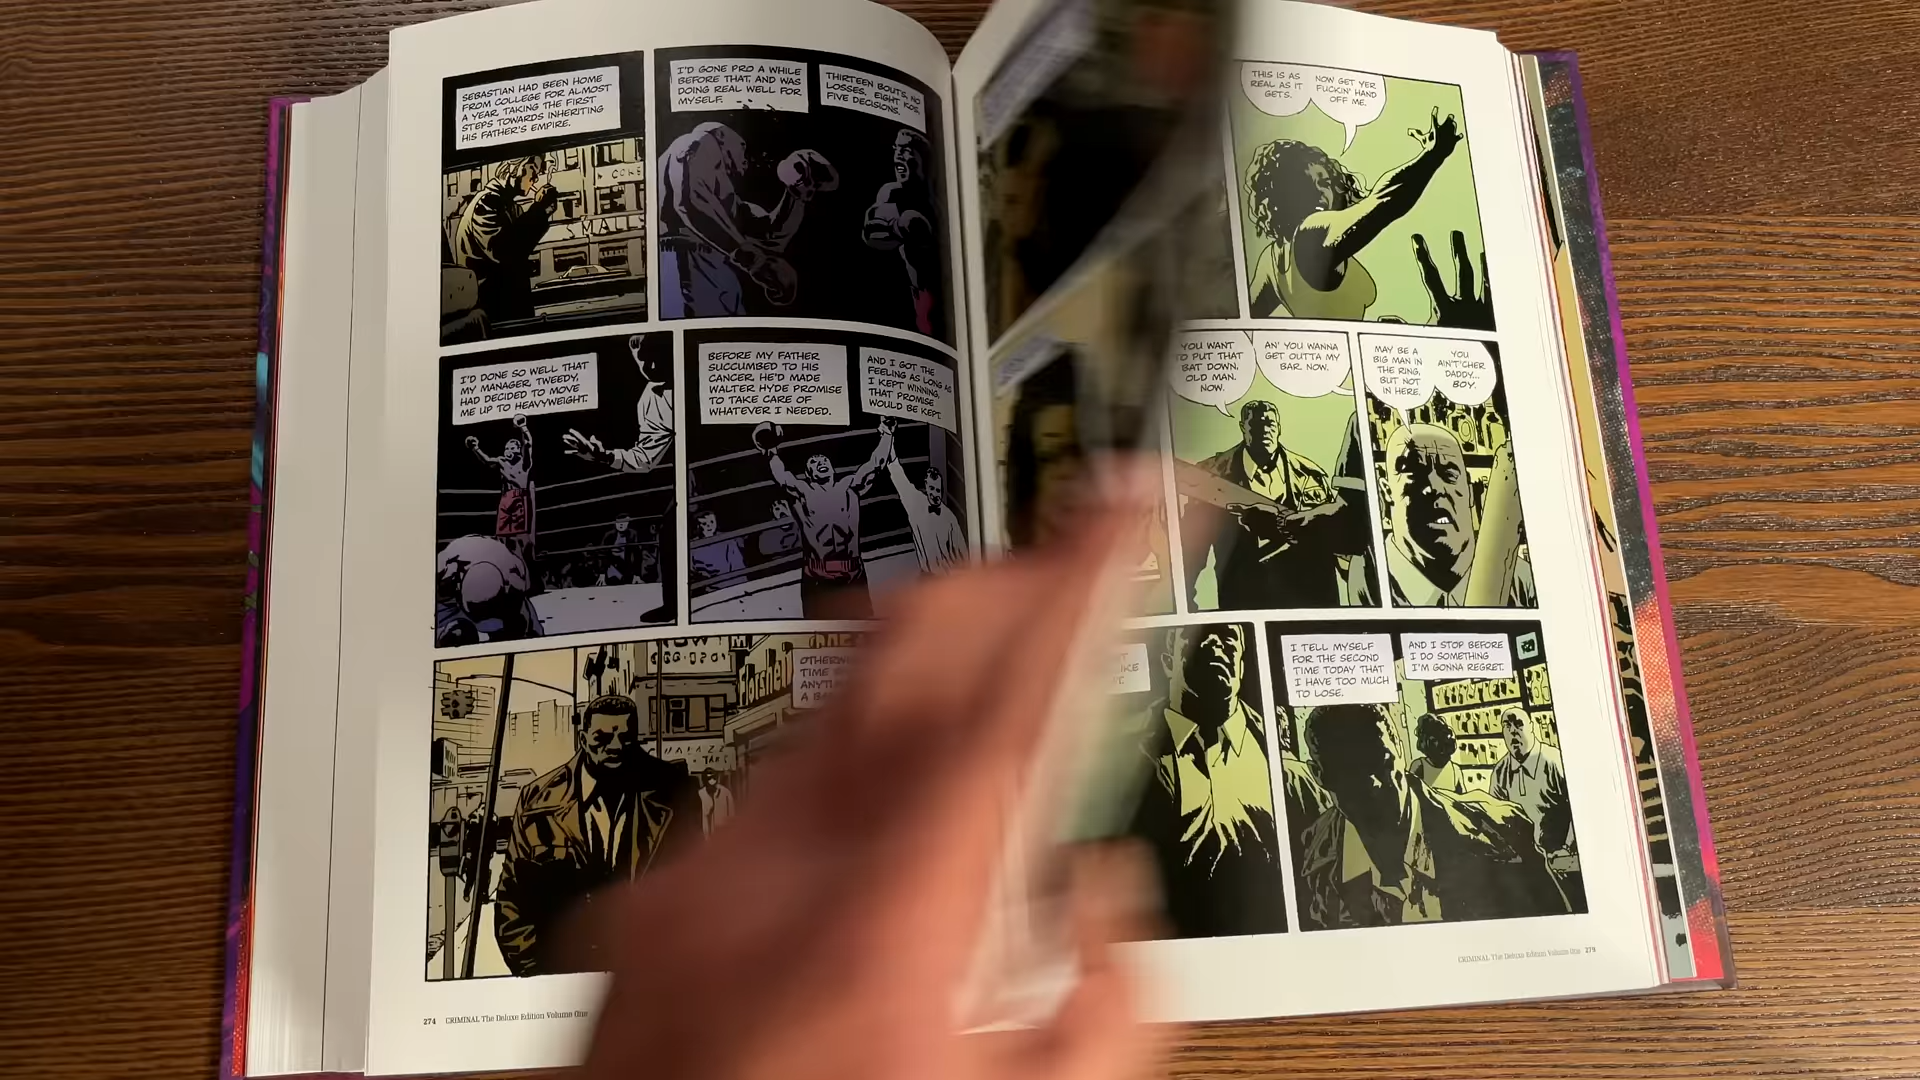 SEBASTIAN HAD BEEN HOME
FROM COLLEGE FOR ALMOST
A YEAR, TAKING THE FIRST
STEPS TOWARDS INHERITING
HIS FATHER'S EMPIRE.
COKE
SMALL
I'D GONE PRO A WHILE
BEFORE THAT, AND WAS
DOING REAL WELL FOR
MYSELF.
THIRTEEN BOUTS, NO
LOSSES, EIGHT KOS,
FIVE DECISIONS.
I'D DONE SO WELL THAT
MY MANAGER, TWEEDY,
HAD DECIDED TO MOVE
ME UP TO HEAVYWEIGHT.
BEFORE MY FATHER
SUCCUMBED TO HIS
CANCER, HE'D MADE
WALTER HYDE PROMISE
TO TAKE CARE OF
WHATEVER I NEEDED.
AND I GOT THE
FEELING AS LONG AS
I KEPT WINNING,
THAT PROMISE
WOULD BE KEPT.
TIME
A
274 CRIMINAL The Deluxe Edition Volume One
THIS IS AS
REAL AS IT
GETS.
NOW GET YER
FUCKIN' HAND
OFF ME.
YOU WANT
TO PUT THAT
BAT DOWN,
OLD MAN.
NOW.
AN' YOU WANNA
GET OUTTA MY
BAR. NOW.
MAY BE A
BIG MAN IN
THE RING,
BUT NOT
IN HERE.
YOU
AIN'T'CHER
DADDY...
BOY.
I TELL MYSELF
FOR THE SECOND
TIME TODAY THAT
I HAVE TOO MUCH
TO LOSE.
AND I STOP BEFORE
I DO SOMETHING
I'M GONNA REGRET.
CRIMINAL The Deluxe Edition Volume One 279